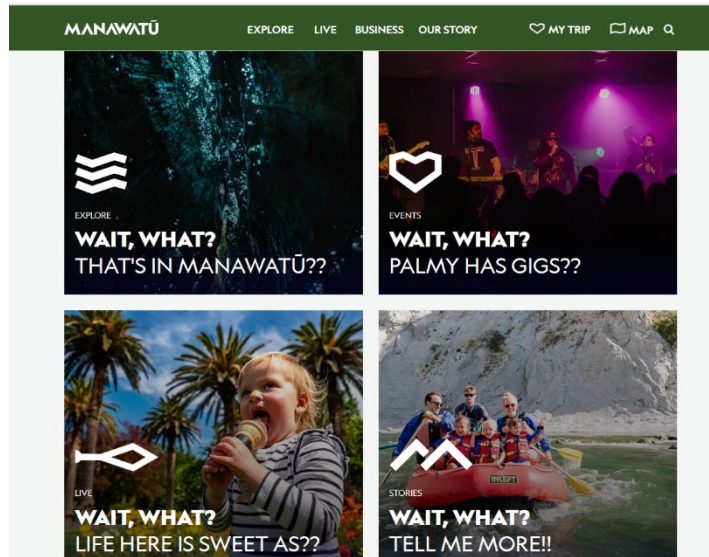 MANAWATŪ
EXPLORE LIVE BUSINESS OUR STORY MY TRIP MAP
EXPLORE
WAIT, WHAT?
THAT'S IN MANAWATŪ??
EVENTS
WAIT, WHAT?
PALMY HAS GIGS??
LIVE
WAIT, WHAT?
LIFE HERE IS SWEET AS??
INCEPT
STORIES
WAIT, WHAT?
TELL ME MORE!!